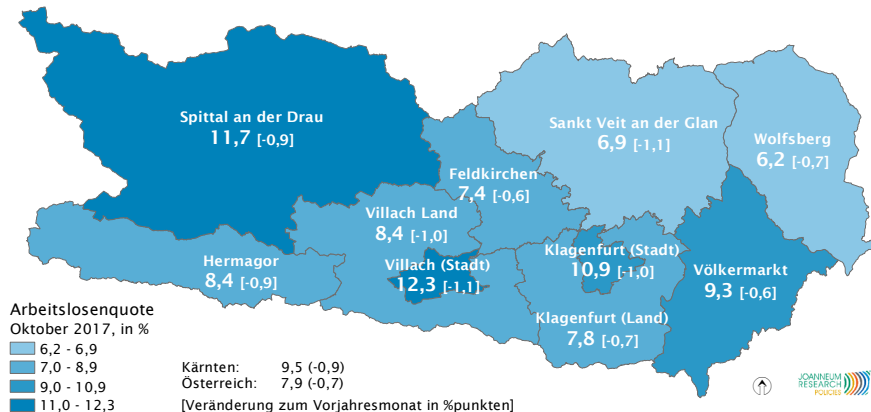 Spittal an der Drau
11,7 [-0,9]
Sankt Veit an der Glan
6,9 [-1,1]
Wolfsberg
6,2 [-0,7]
Feldkirchen
7,4 [-0,6]
Villach Land
8,4 [-1,0]
Hermagor
8,4 [-0,9]
Villach (Stadt)
12,3 [-1,1]
Klagenfurt (Stadt)
10,9 [-1,0]
Völkermarkt
9,3 [-0,6]
Klagenfurt (Land)
7,8 [-0,7]
Arbeitslosenquote
Oktober 2017, in %
6,2 - 6,9
7,0 - 8,9
9,0 - 10,9
11,0 - 12,3
Kärnten: 9,5 (-0,9)
Österreich: 7,9 (-0,7)
[Veränderung zum Vorjahresmonat in %punkten]
JOANNEUM
RESEARCH
POLICIES